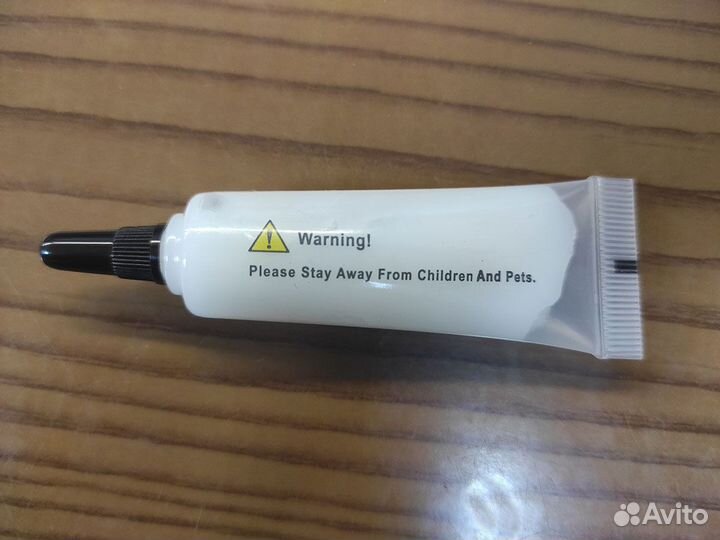 Warning!
Please Stay Away From Children And Pets.
Avito